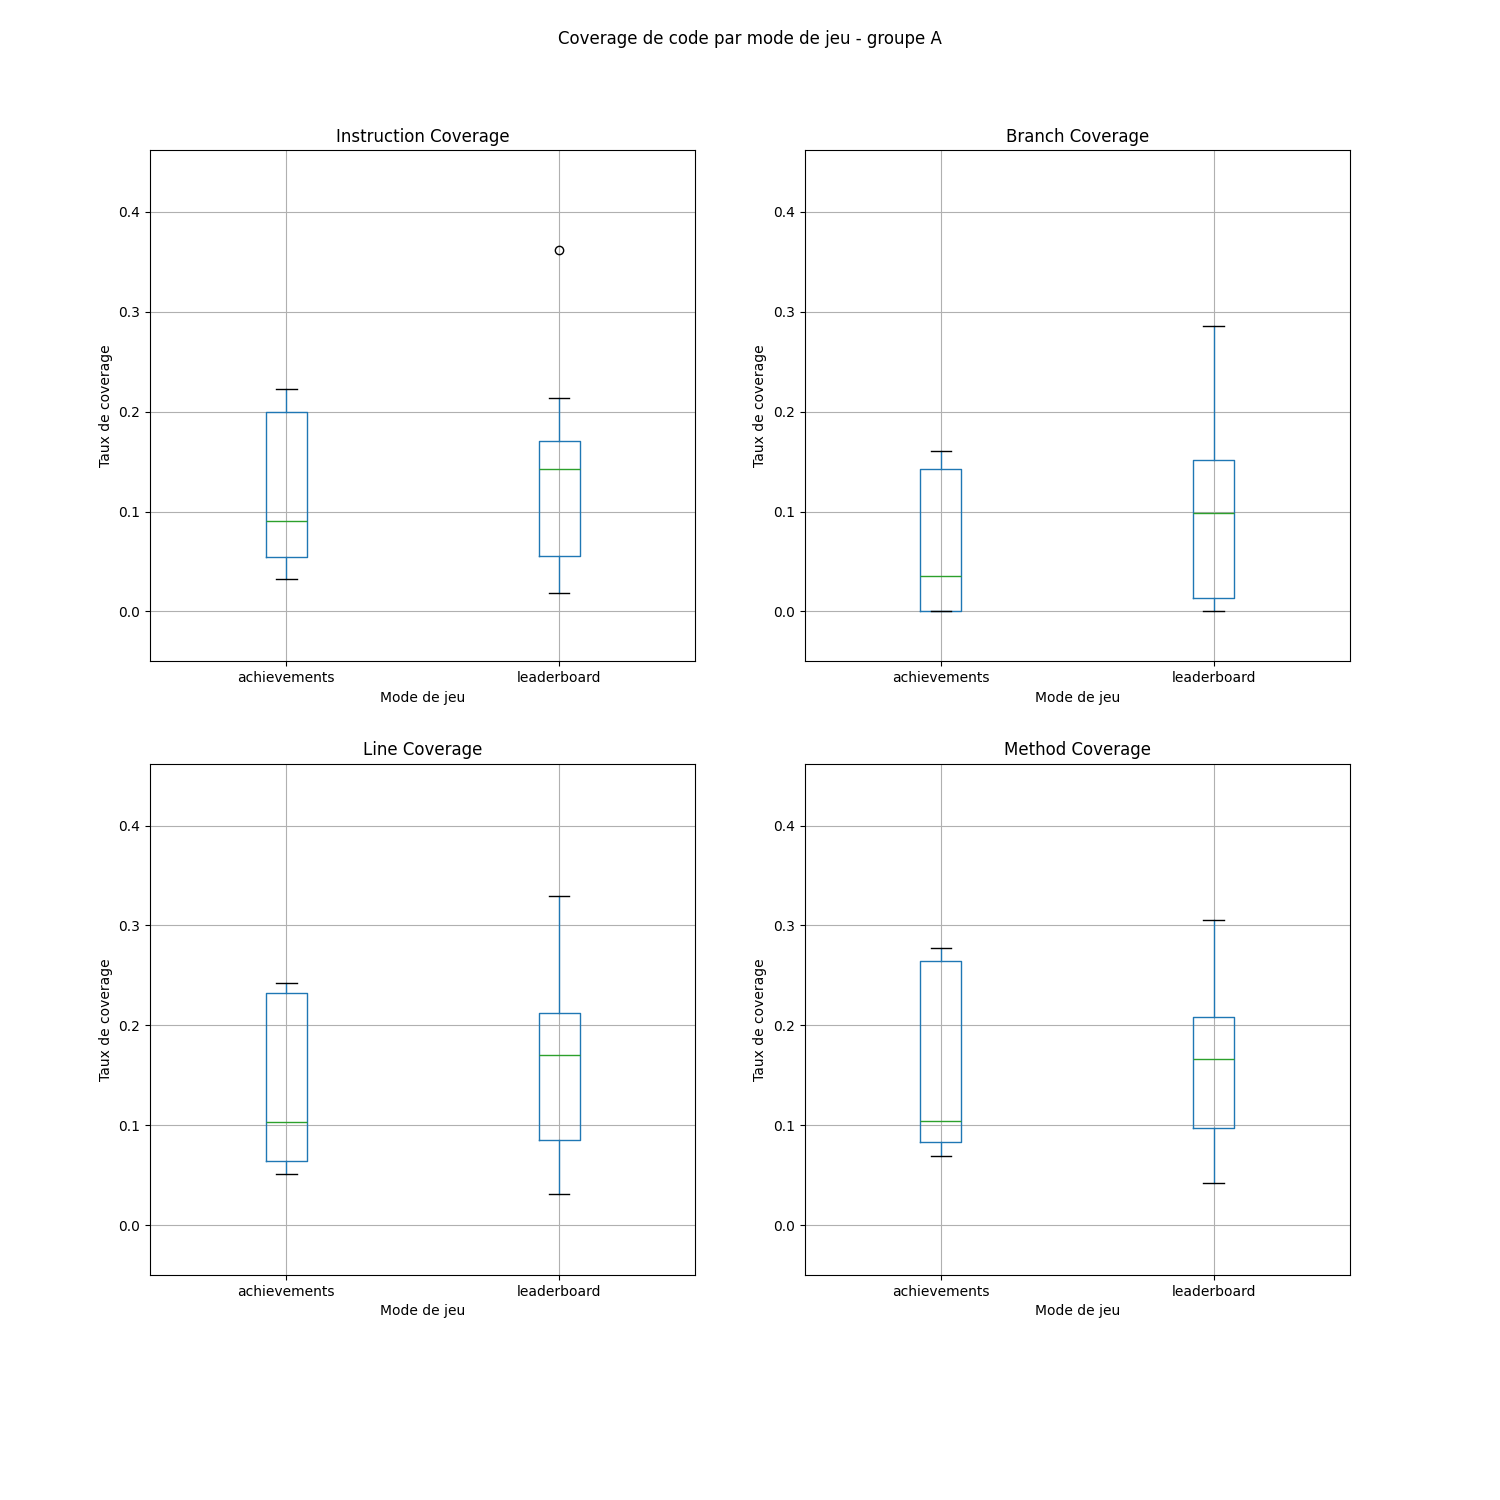 Coverage de code par mode de jeu - groupe A
Instruction Coverage
Taux de coverage
0.4
0.3
0.2
0.1
0.0
achievements leaderboard
Mode de jeu
Branch Coverage
Taux de coverage
0.4
0.3
0.2
0.1
0.0
achievements leaderboard
Mode de jeu
Line Coverage
Taux de coverage
0.4
0.3
0.2
0.1
0.0
achievements leaderboard
Mode de jeu
Method Coverage
Taux de coverage
0.4
0.3
0.2
0.1
0.0
achievements leaderboard
Mode de jeu